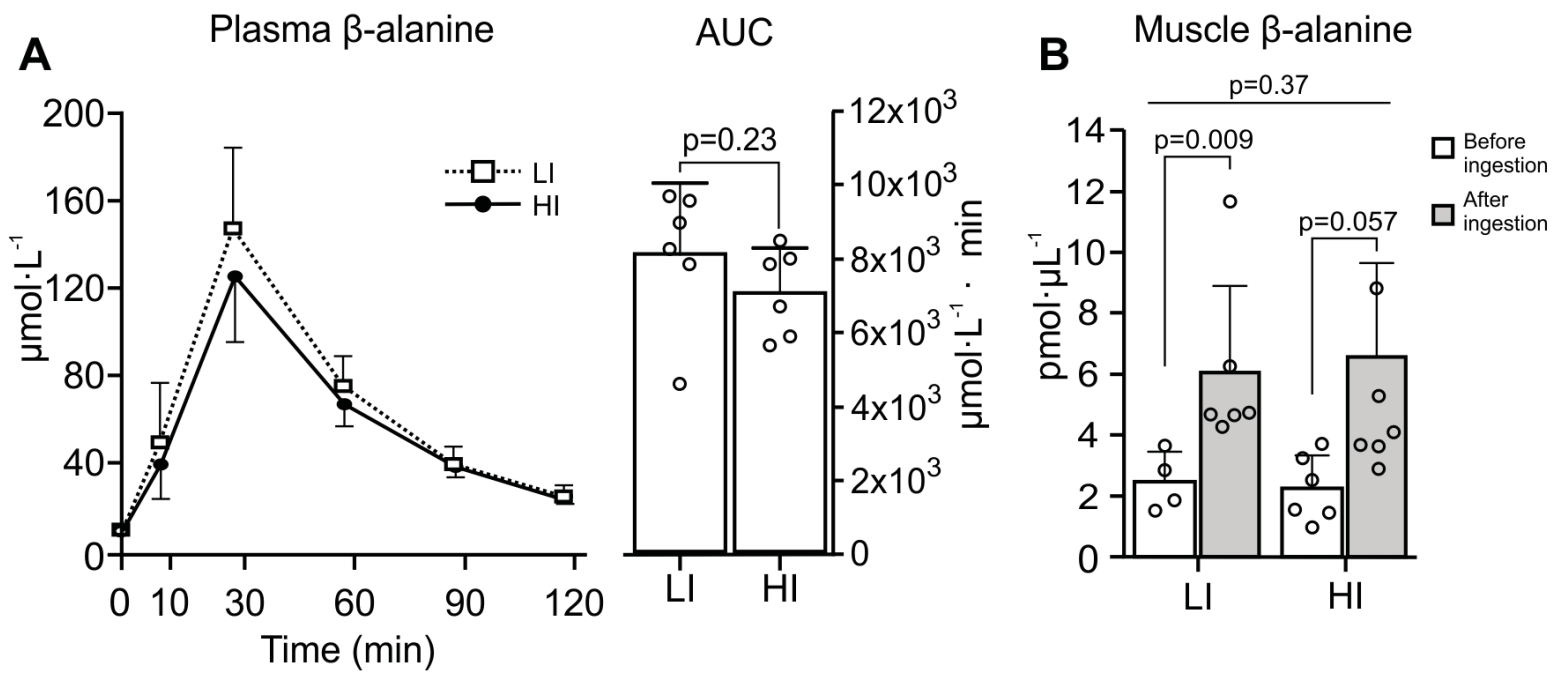 A
Plasma β-alanine
200
160
120
80
40
0
μmol·L⁻¹
0 10 30 60 90 120
Time (min)
LI
HI
AUC
p=0.23
12x10³
10x10³
8x10³
6x10³
4x10³
2x10³
0
μmol·L⁻¹ · min
LI HI
B
Muscle β-alanine
p=0.37
p=0.009
p=0.057
14
12
10
8
6
4
2
0
pmol·μL⁻¹
LI HI
Before
ingestion
After
ingestion